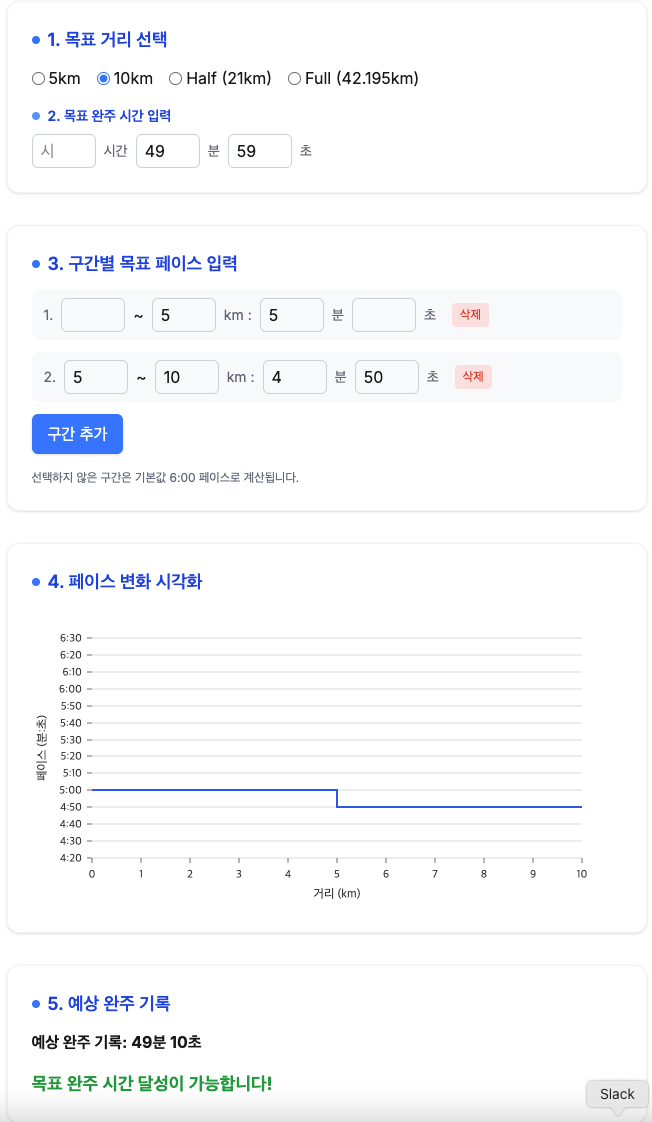 1. 목표 거리 선택
5km 10km Half (21km) Full (42.195km)
2. 목표 완주 시간 입력
시 시간 49 분 59 초
3. 구간별 목표 페이스 입력
1. ~ 5 km : 5 분 초 삭제
2. 5 ~ 10 km : 4 분 50 초 삭제
구간 추가
선택하지 않은 구간은 기본값 6:00 페이스로 계산됩니다.
4. 페이스 변화 시각화
페이스 (분:초)
6:30
6:20
6:10
6:00
5:50
5:40
5:30
5:20
5:10
5:00
4:50
4:40
4:30
4:20
0 1 2 3 4 5 6 7 8 9 10
거리 (km)
5. 예상 완주 기록
예상 완주 기록: 49분 10초
목표 완주 시간 달성이 가능합니다!
Slack